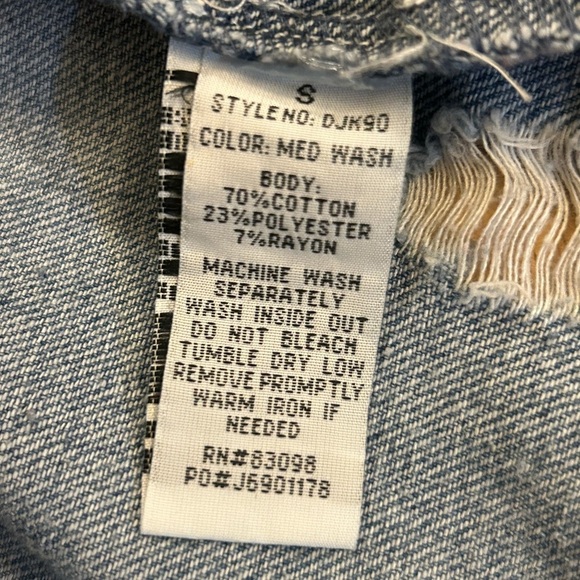 S
STYLE NO: DJK90
COLOR: MED WASH
BODY:
70%COTTON
23%POLYESTER
7%RAYON
MACHINE WASH
SEPARATELY
WASH INSIDE OUT
DO NOT BLEACH
TUMBLE DRY LOW
REMOVE PROMPTLY
WARM IRON IF
NEEDED
RN#83098
PO#J6901178